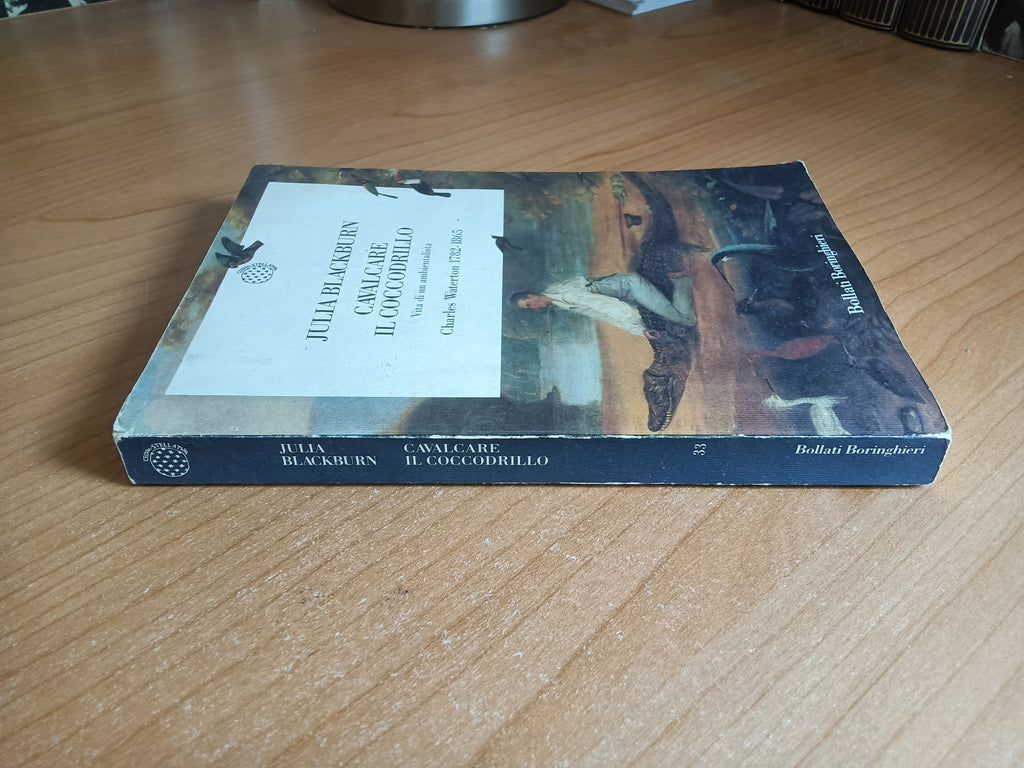 JULIA BLACKBURN
CAVALCARE
IL COCCODRILLO
Vita di un ambientalista
Charles Waterton 1782-1865
Bollati Boringhieri
JULIA
BLACKBURN
CAVALCARE
IL COCCODRILLO
33
Bollati Boringhieri